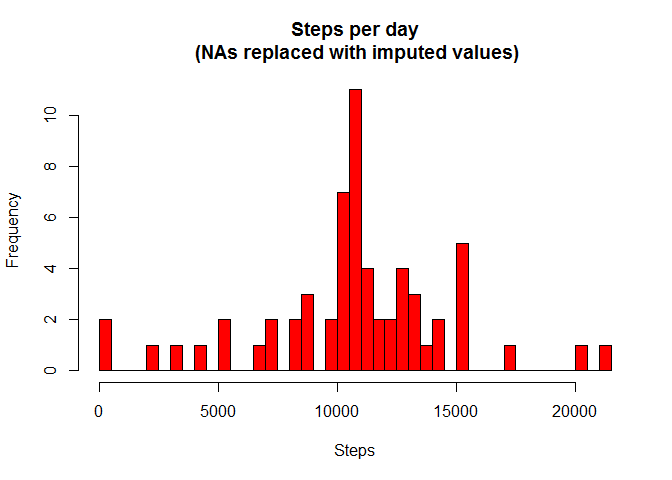 Steps per day
(NAs replaced with imputed values)
Frequency
10
8
6
4
2
0
0 5000 10000 15000 20000
Steps